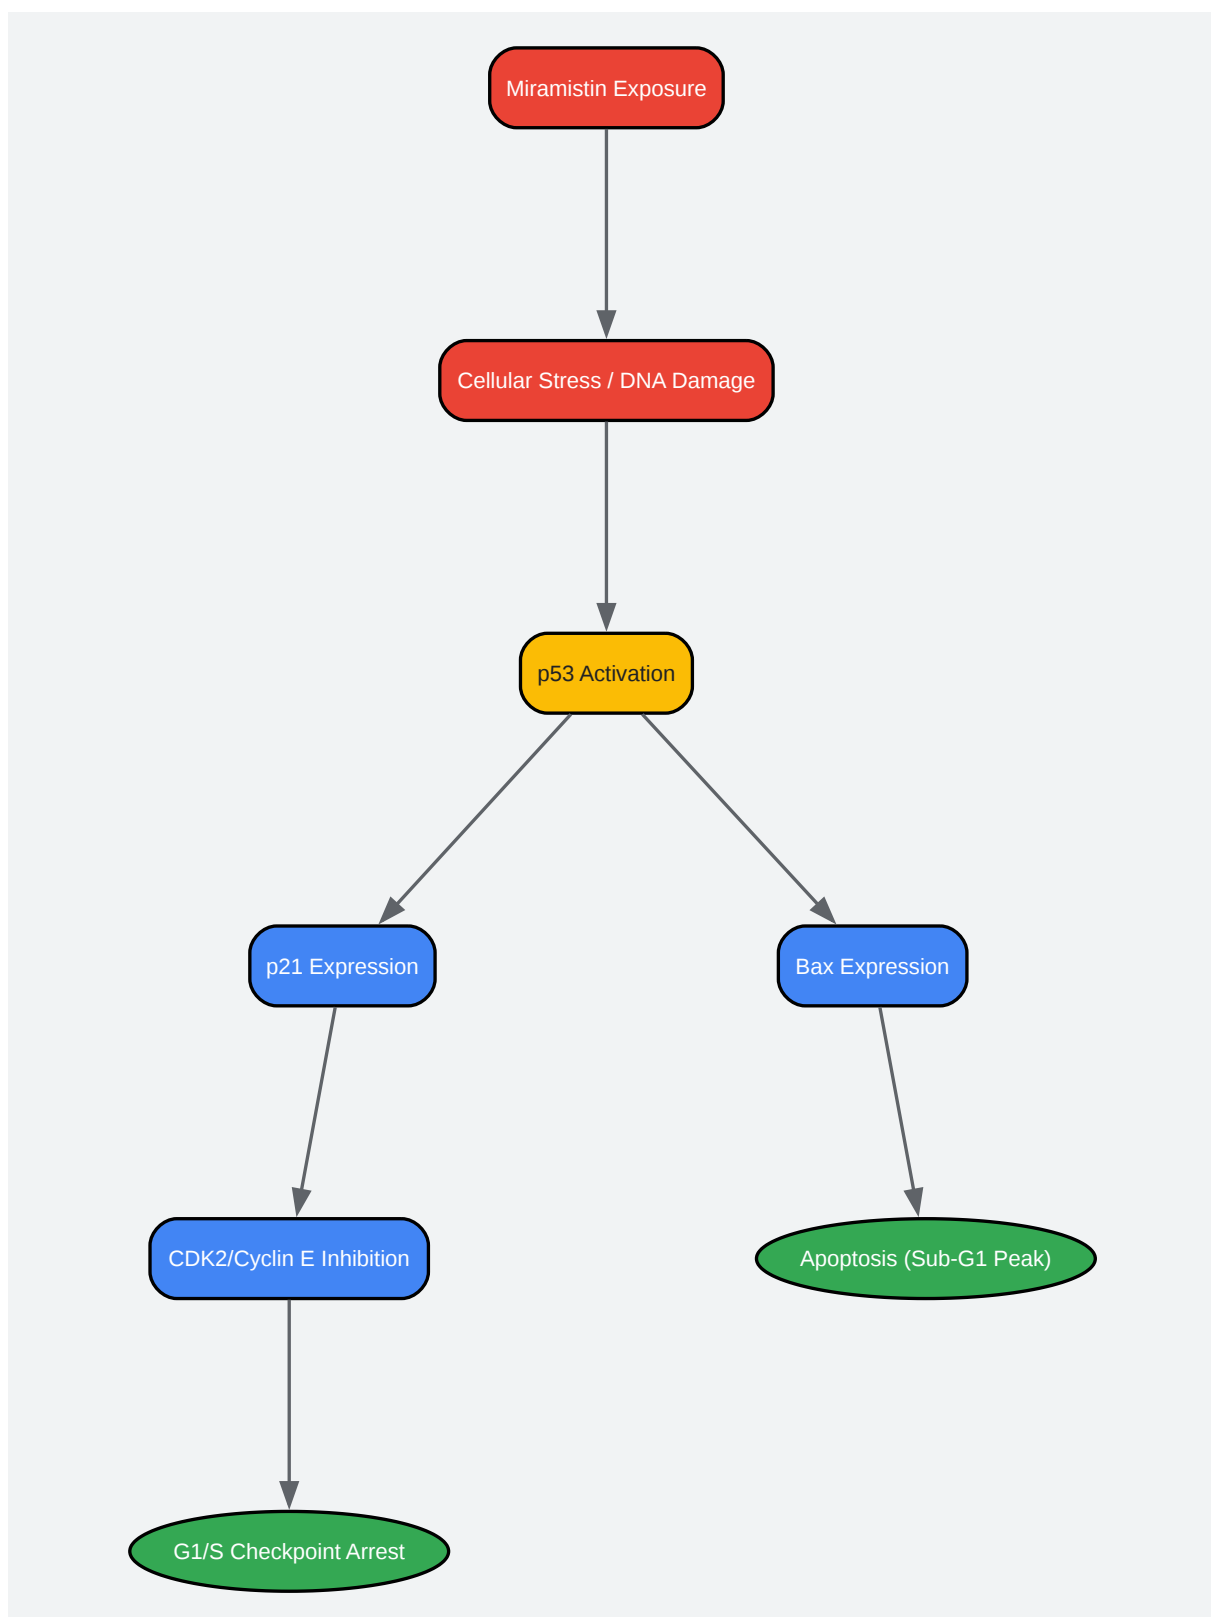 Miramistin Exposure
Cellular Stress / DNA Damage
p53 Activation
p21 Expression
Bax Expression
CDK2/Cyclin E Inhibition
Apoptosis (Sub-G1 Peak)
G1/S Checkpoint Arrest